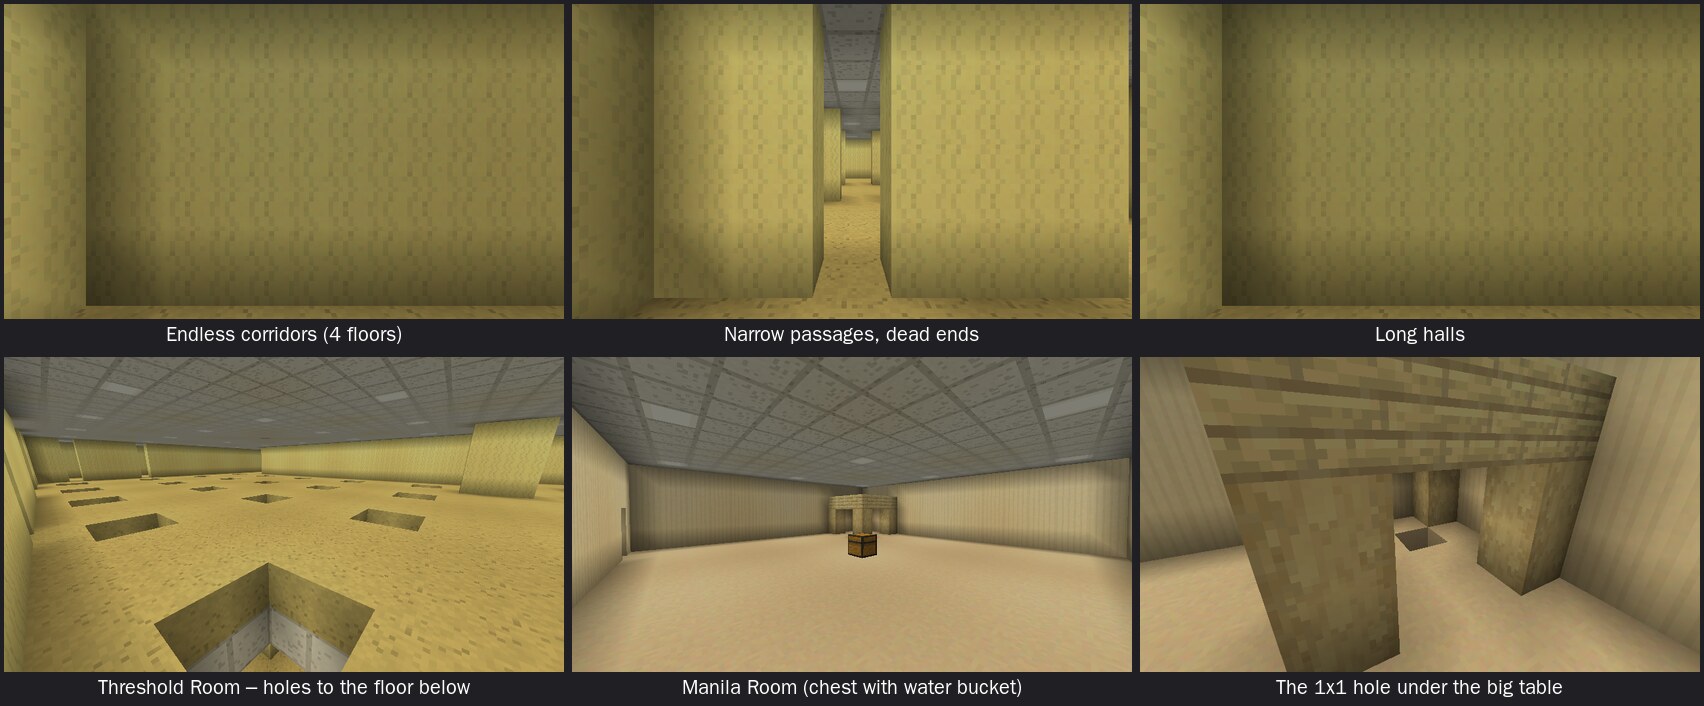 Endless corridors (4 floors)
Narrow passages, dead ends
Long halls
Threshold Room – holes to the floor below
Manila Room (chest with water bucket)
The 1x1 hole under the big table